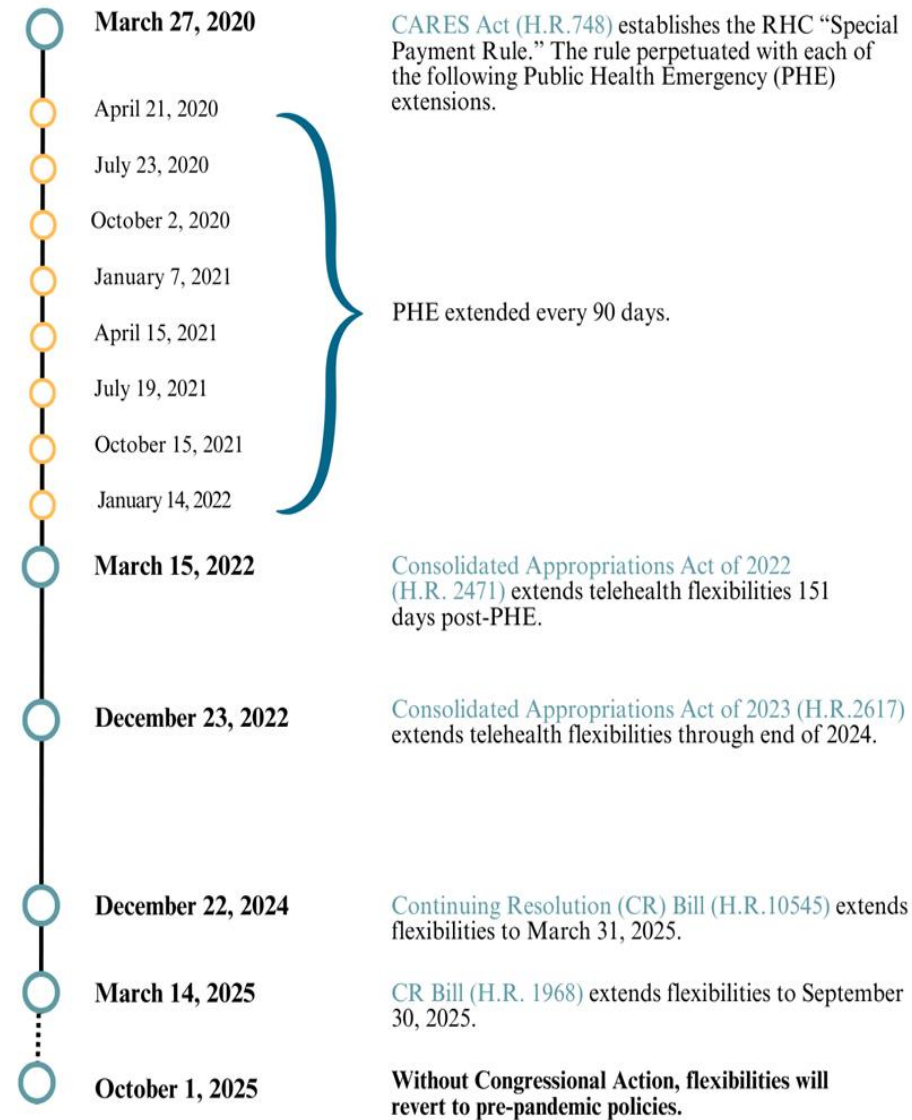 March 27, 2020
CARES Act (H.R.748) establishes the RHC “Special
Payment Rule.” The rule perpetuated with each of
the following Public Health Emergency (PHE)
extensions.
April 21, 2020
July 23, 2020
October 2, 2020
January 7, 2021
April 15, 2021
July 19, 2021
October 15, 2021
January 14, 2022
PHE extended every 90 days.
March 15, 2022
Consolidated Appropriations Act of 2022
(H.R. 2471) extends telehealth flexibilities 151
days post-PHE.
December 23, 2022
Consolidated Appropriations Act of 2023 (H.R.2617)
extends telehealth flexibilities through end of 2024.
December 22, 2024
Continuing Resolution (CR) Bill (H.R.10545) extends
flexibilities to March 31, 2025.
March 14, 2025
CR Bill (H.R. 1968) extends flexibilities to September
30, 2025.
October 1, 2025
Without Congressional Action, flexibilities will
revert to pre-pandemic policies.